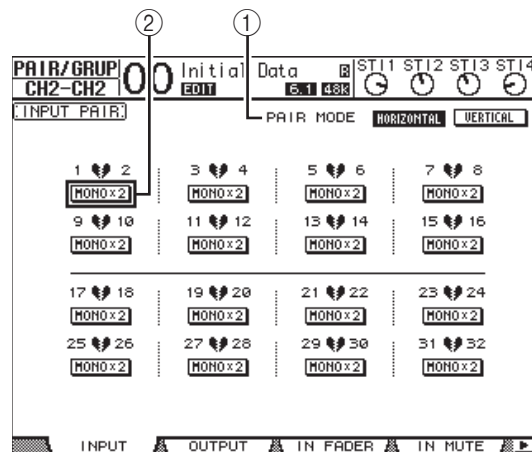 ② ①
PAIR/GRUP 00 Initial Data R ST11 ST12 ST13 ST14
CH2-CH2 EDIT 6.1 48k
INPUT PAIR PAIR MODE HORIZONTAL VERTICAL
1 2 3 4 5 6 7 8
MONO×2 MONO×2 MONO×2 MONO×2
9 10 11 12 13 14 15 16
MONO×2 MONO×2 MONO×2 MONO×2
17 18 19 20 21 22 23 24
MONO×2 MONO×2 MONO×2 MONO×2
25 26 27 28 29 30 31 32
MONO×2 MONO×2 MONO×2 MONO×2
INPUT OUTPUT IN FADER IN MUTE